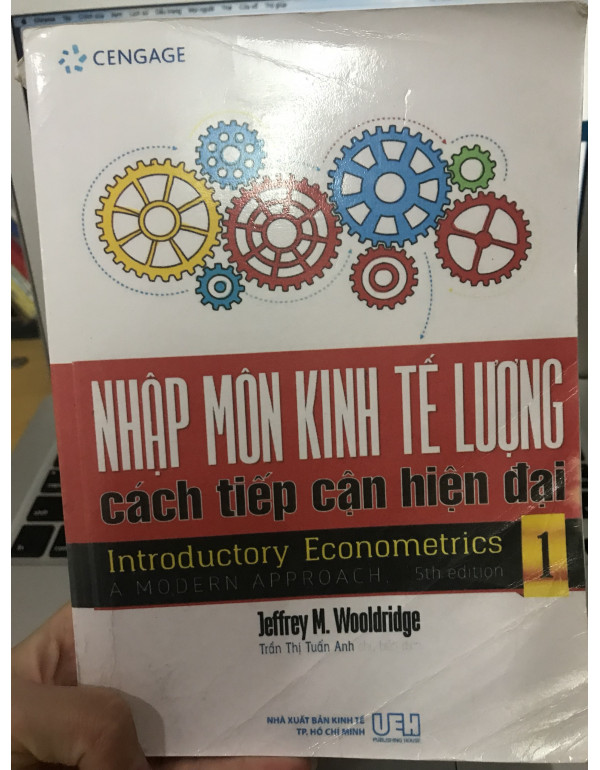 CENGAGE
NHẬP MÔN KINH TẾ LƯỢNG
cách tiếp cận hiện đại
Introductory Econometrics
A MODERN APPROACH. 5th edition
1
Jeffrey M. Wooldridge
Trần Thị Tuấn Anh
NHÀ XUẤT BẢN KINH TẾ
TP. HỒ CHÍ MINH
UEH
PUBLISHING HOUSE